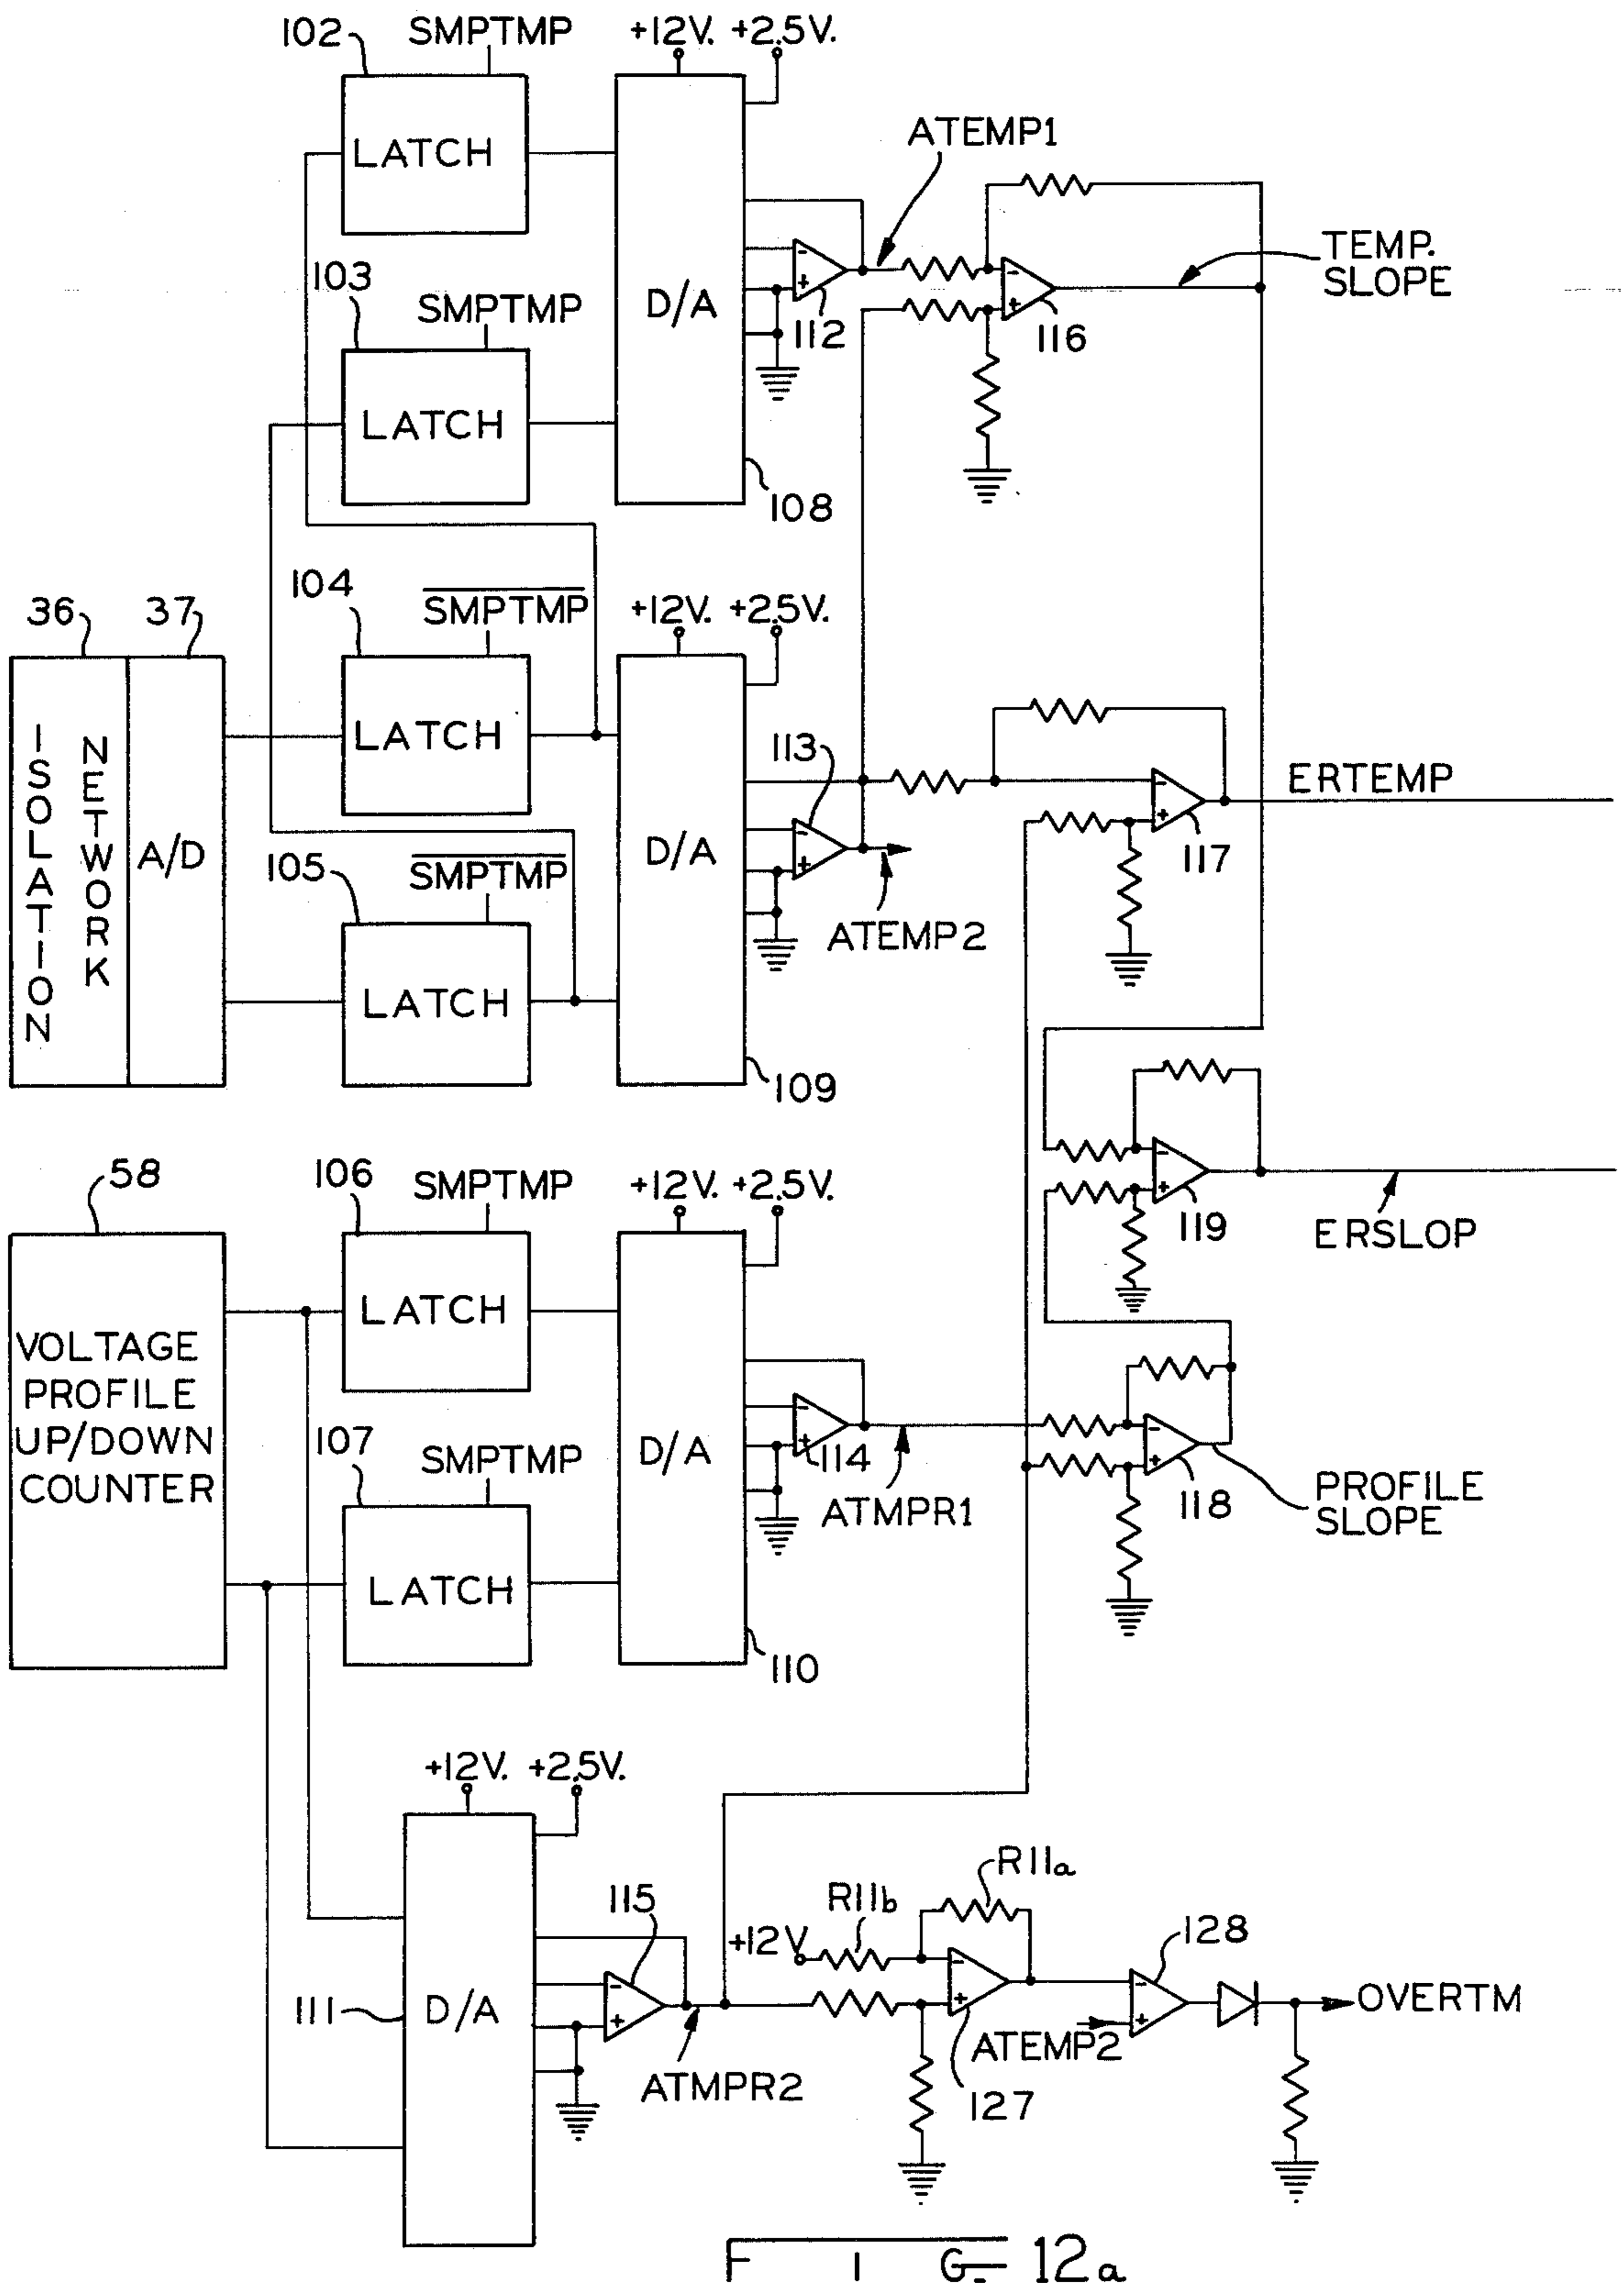 102 SMPTMP +12V. +2.5V.
LATCH
ATEMP1
103
SMPTMP
D/A
- +
112
- +
116
TEMP.
SLOPE
LATCH
108
104
SMPTMP
+12V. +2.5V.
36 37
ISOLATION
NETWORK
A/D
LATCH
113
105
SMPTMP
D/A
- +
ATEMP2
- +
117
ERTEMP
LATCH
109
58
106 SMPTMP +12V. +2.5V.
- +
119
ERSLOP
VOLTAGE
PROFILE
UP/DOWN
COUNTER
LATCH
107
SMPTMP
D/A
- +
114
ATMPR1
- +
118
PROFILE
SLOPE
LATCH
110
+12V. +2.5V.
111
D/A
115
- +
ATMPR2
+12V
R11b
R11a
- +
127
128
- +
ATEMP2
OVERTM
FIG_ 12a